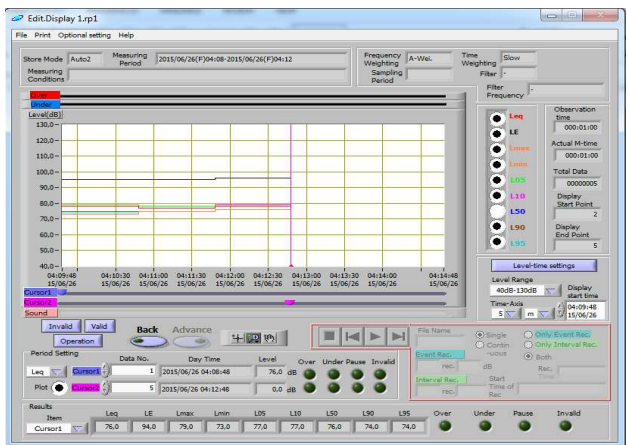 Edit.Display 1.rp1
File Print Optional setting Help
Store Mode Auto2 Measuring Period 2015/06/26(F)04:08-2015/06/26(F)04:12
Measuring Conditions
Frequency Weighting A-Wei. Time Weighting Slow
Sampling Period Filter -
Filter Frequency -
Over
Under
Level(dB)
130,0
120,0
110,0
100,0
90,0
80,0
70,0
60,0
50,0
40,0
04:09:48 04:10:30 04:11:00 04:11:30 04:12:00 04:12:30 04:13:00 04:13:30 04:14:00 04:14:48
15/06/26 15/06/26 15/06/26 15/06/26 15/06/26 15/06/26 15/06/26 15/06/26 15/06/26 15/06/26
Cursor1
Cursor2
Sound
Leq
LE
Lmax
Lmin
L05
L10
L50
L90
L95
Observation time
000:01:00
Actual M-time
000:01:00
Total Data
00000005
Display Start Point
2
Display End Point
5
Level-time settings
Level Range
40dB-130dB
Display start time
Time-Axis
5 m 04:09:48 15/06/26
Invalid Valid
Operation
Back Advance
Period Setting
Data No. Day Time Level Over Under Pause Invalid
Leq Cursor1 1 2015/06/26 04:08:48 76,0 dB
Plot Cursor2 5 2015/06/26 04:12:48 0,0 dB
File Name
Single
Contin-uous
Only Event Rec.
Only Interval Rec.
Both
Event Rec.
rec. dB
Rec. Time
Interval Rec.
rec. Start Time of Rec
Results
Item Leq LE Lmax Lmin L05 L10 L50 L90 L95 Over Under Pause Invalid
Cursor1 76,0 94,0 79,0 73,0 77,0 77,0 76,0 74,0 74,0